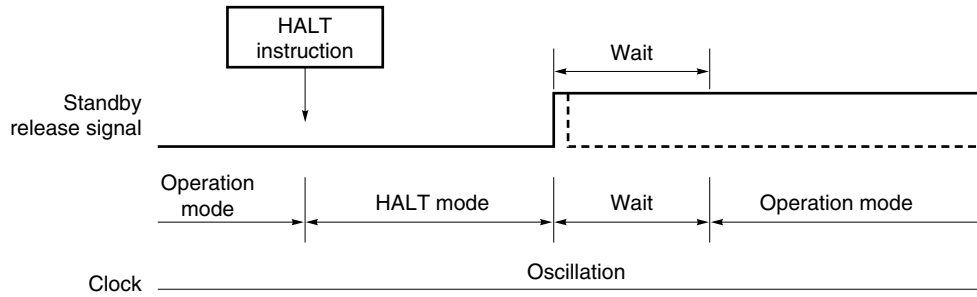 HALT
instruction
Wait
Standby
release signal
Operation
mode
HALT mode
Wait
Operation mode
Oscillation
Clock